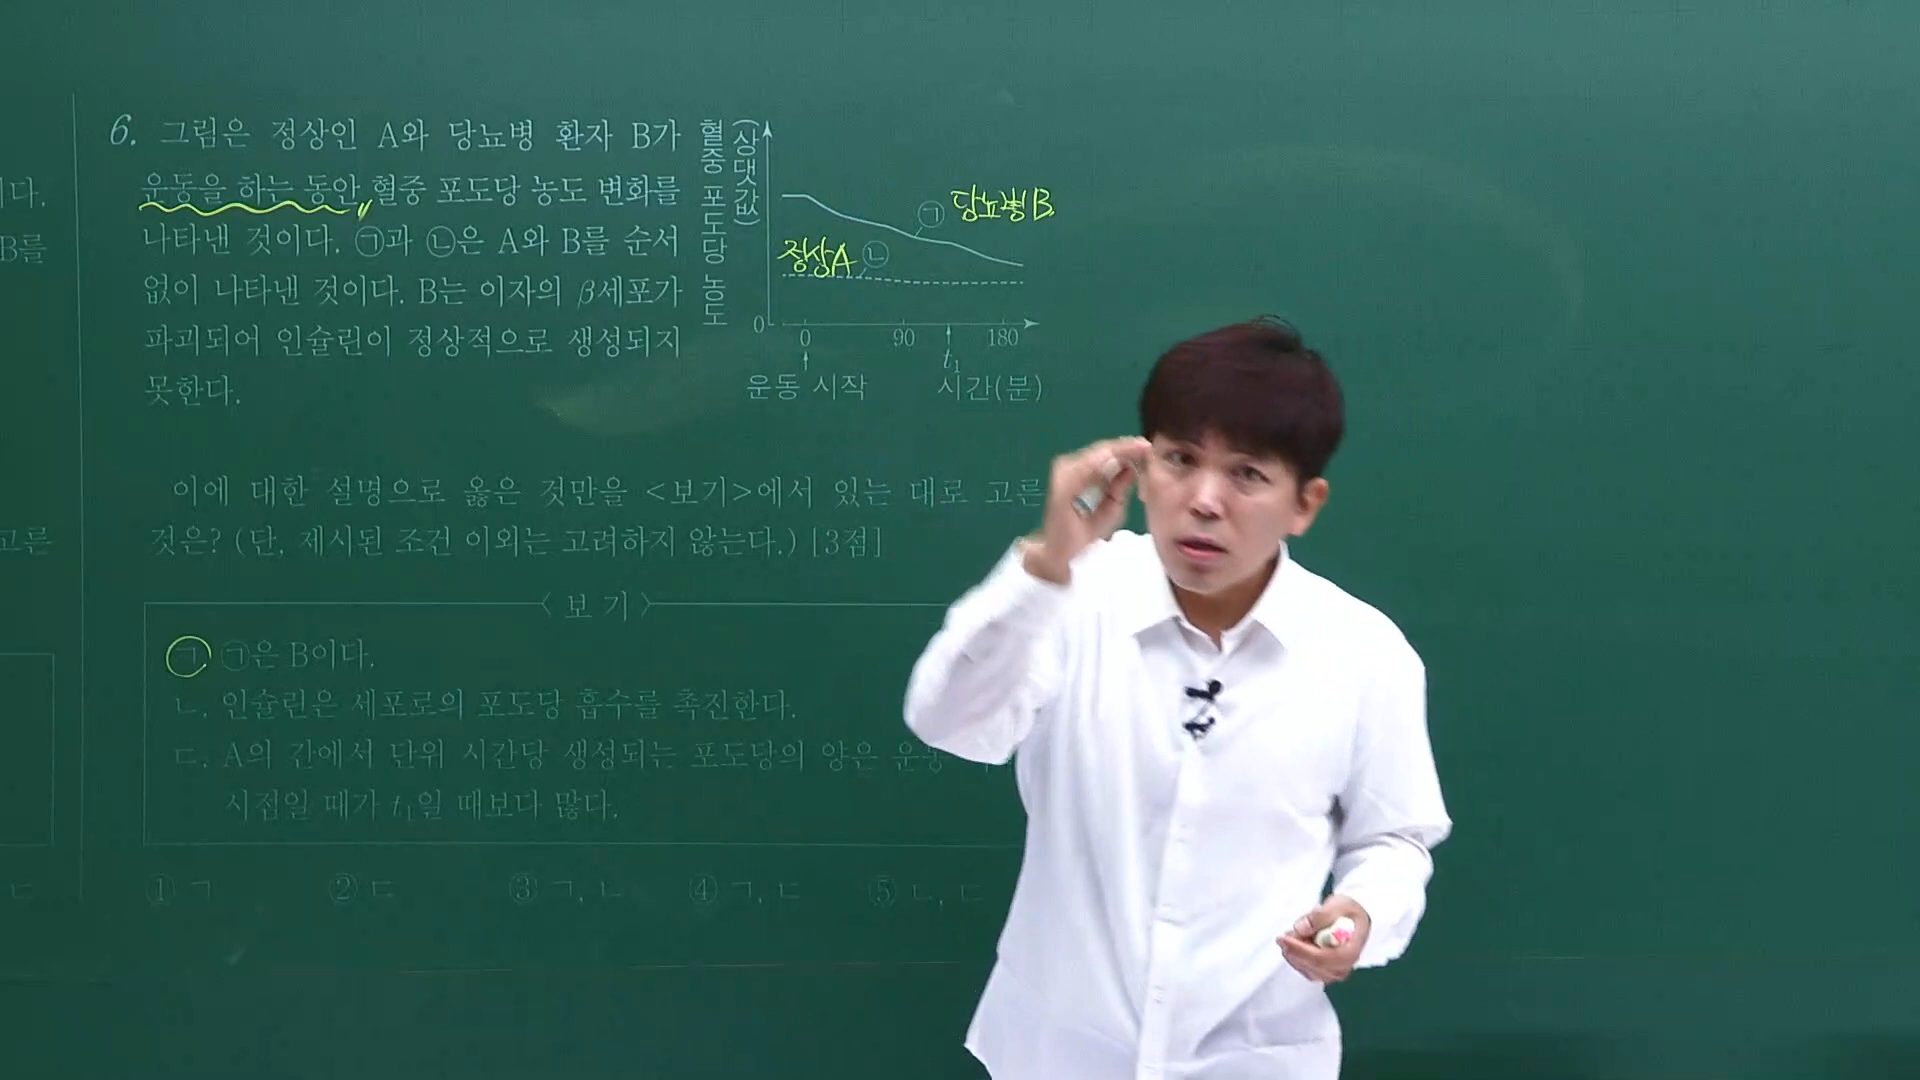 6. 그림은 정상인 A와 당뇨병 환자 B가
운동을 하는 동안 혈중 포도당 농도 변화를
나타낸 것이다. ㉠과 ㉡은 A와 B를 순서
없이 나타낸 것이다. B는 이자의 β세포가
파괴되어 인슐린이 정상적으로 생성되지
못한다.
혈중 포도당 농도
(상댓값)
㉠ 당뇨병 B
정상 A ㉡
0
0 90 t₁ 180
운동 시작 시간(분)
이에 대한 설명으로 옳은 것만을 <보기>에서 있는 대로 고른
것은? (단, 제시된 조건 이외는 고려하지 않는다.) [3점]
<보기>
ㄱ. ㉠은 B이다.
ㄴ. 인슐린은 세포로의 포도당 흡수를 촉진한다.
ㄷ. A의 간에서 단위 시간당 생성되는 포도당의 양은
시점일 때가 t₁일 때보다 많다.
① ㄱ ② ㄷ ③ ㄱ, ㄴ ④ ㄱ, ㄷ ⑤ ㄴ, ㄷ
이다.
B를
고른
ㄷ